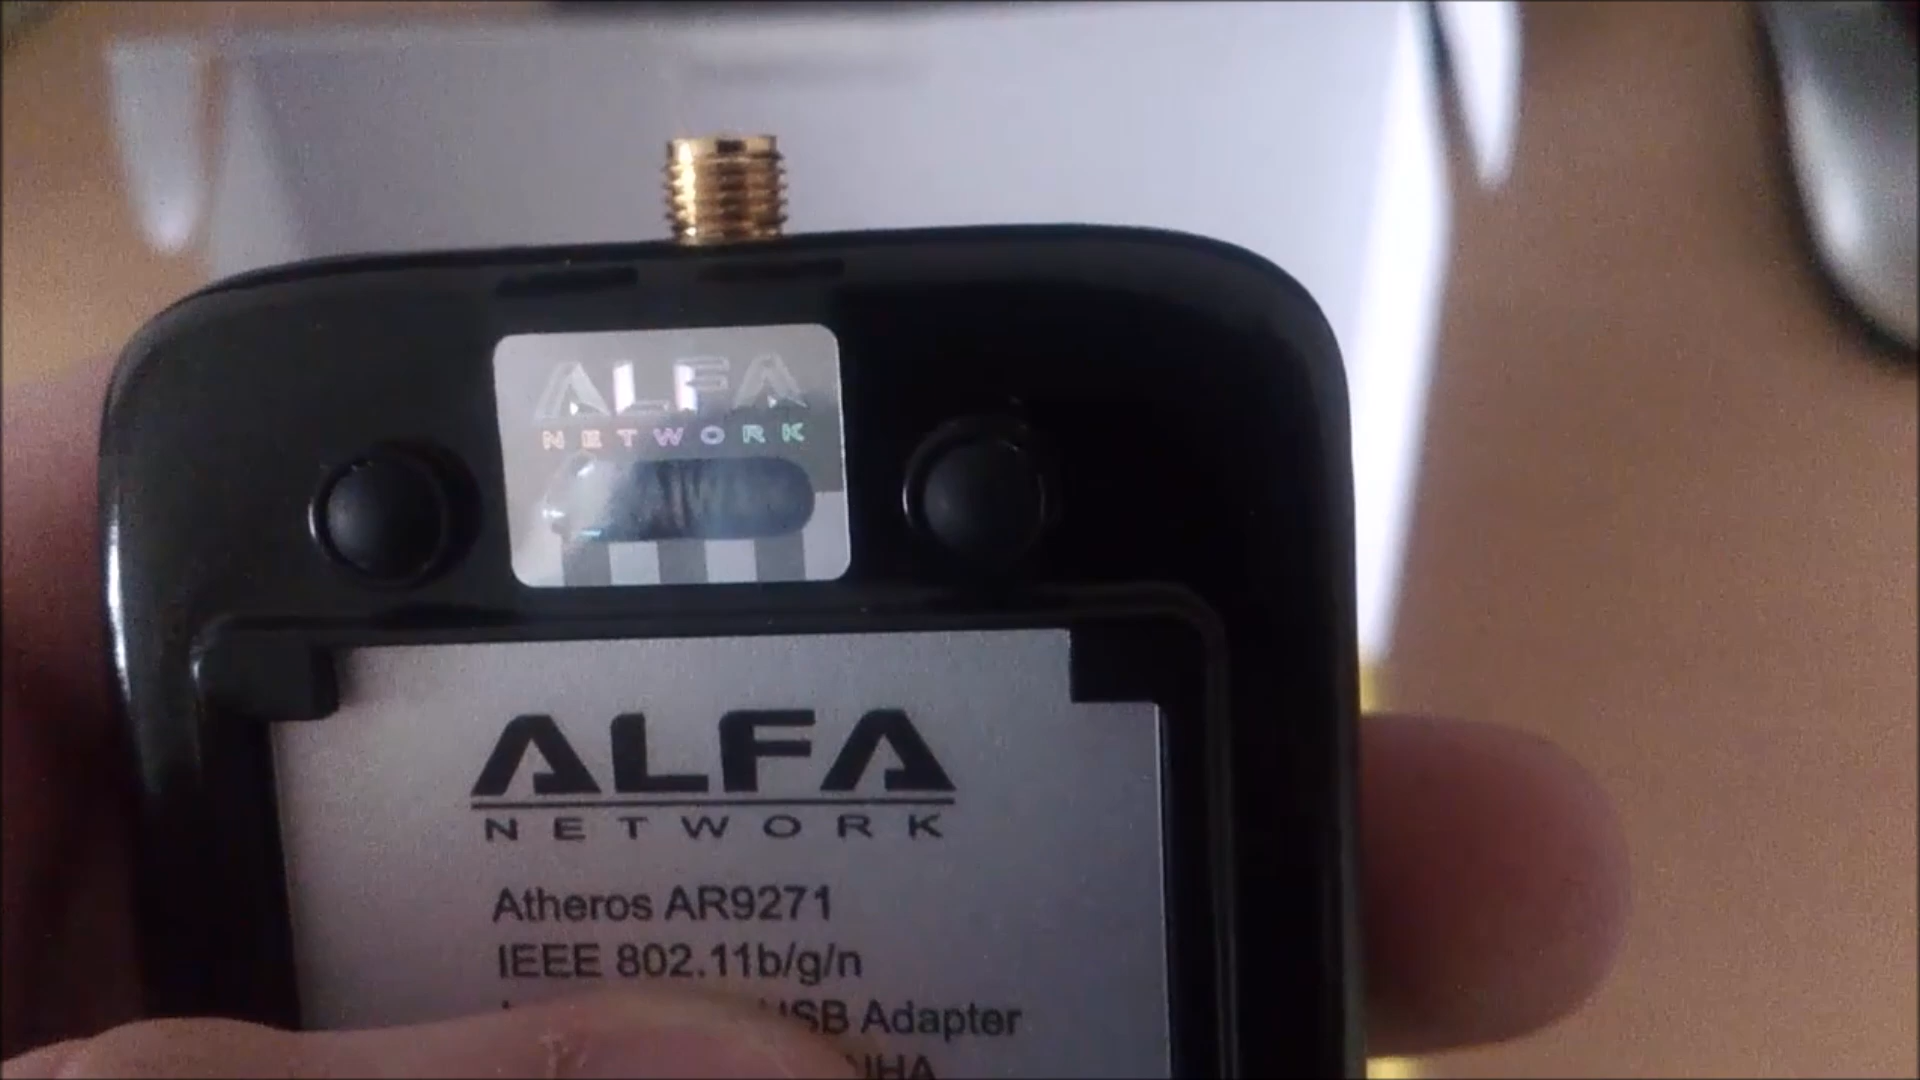 ALFA
NETWORK
ALFA
NETWORK
Atheros AR9271
IEEE 802.11b/g/n
USB Adapter